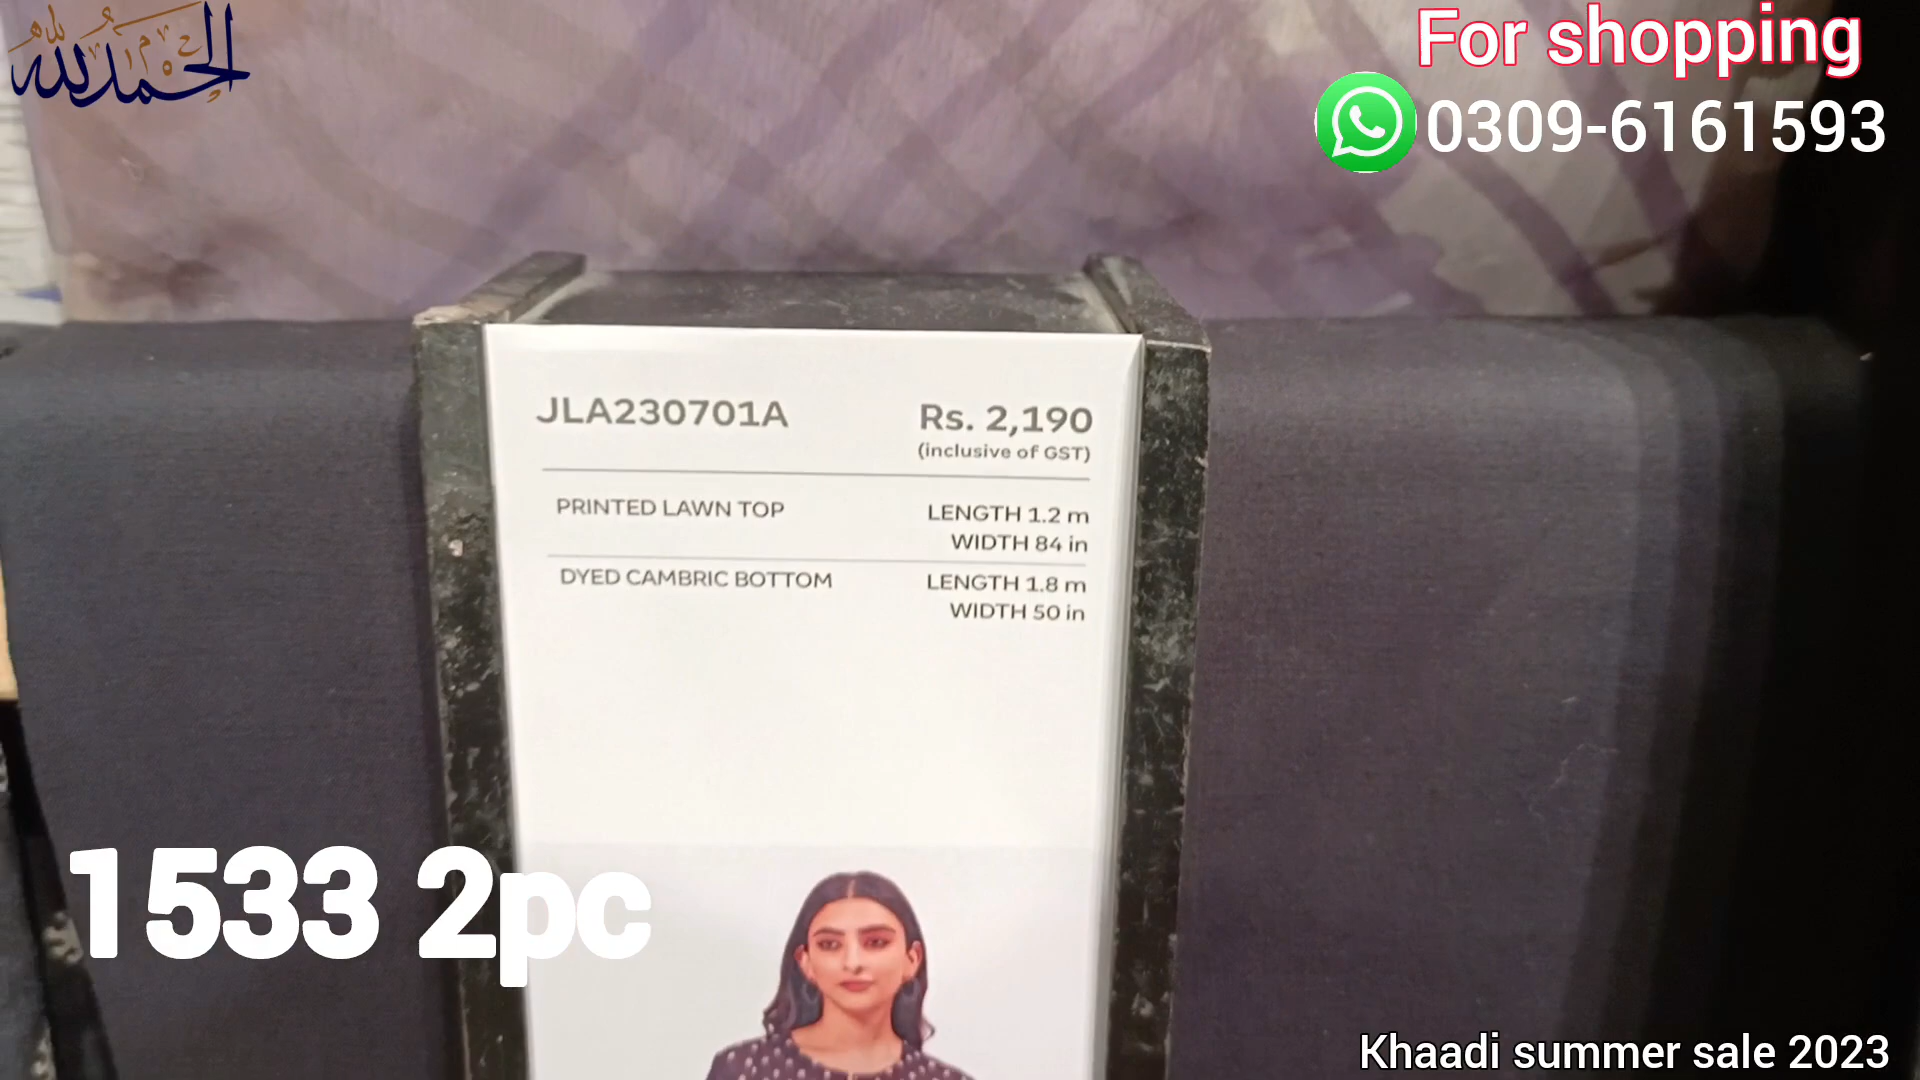 الحمدللہ
For shopping
0309-6161593
JLA230701A
Rs. 2,190
(inclusive of GST)
PRINTED LAWN TOP
LENGTH 1.2 m
WIDTH 84 in
DYED CAMBRIC BOTTOM
LENGTH 1.8 m
WIDTH 50 in
1533 2pc
Khaadi summer sale 2023